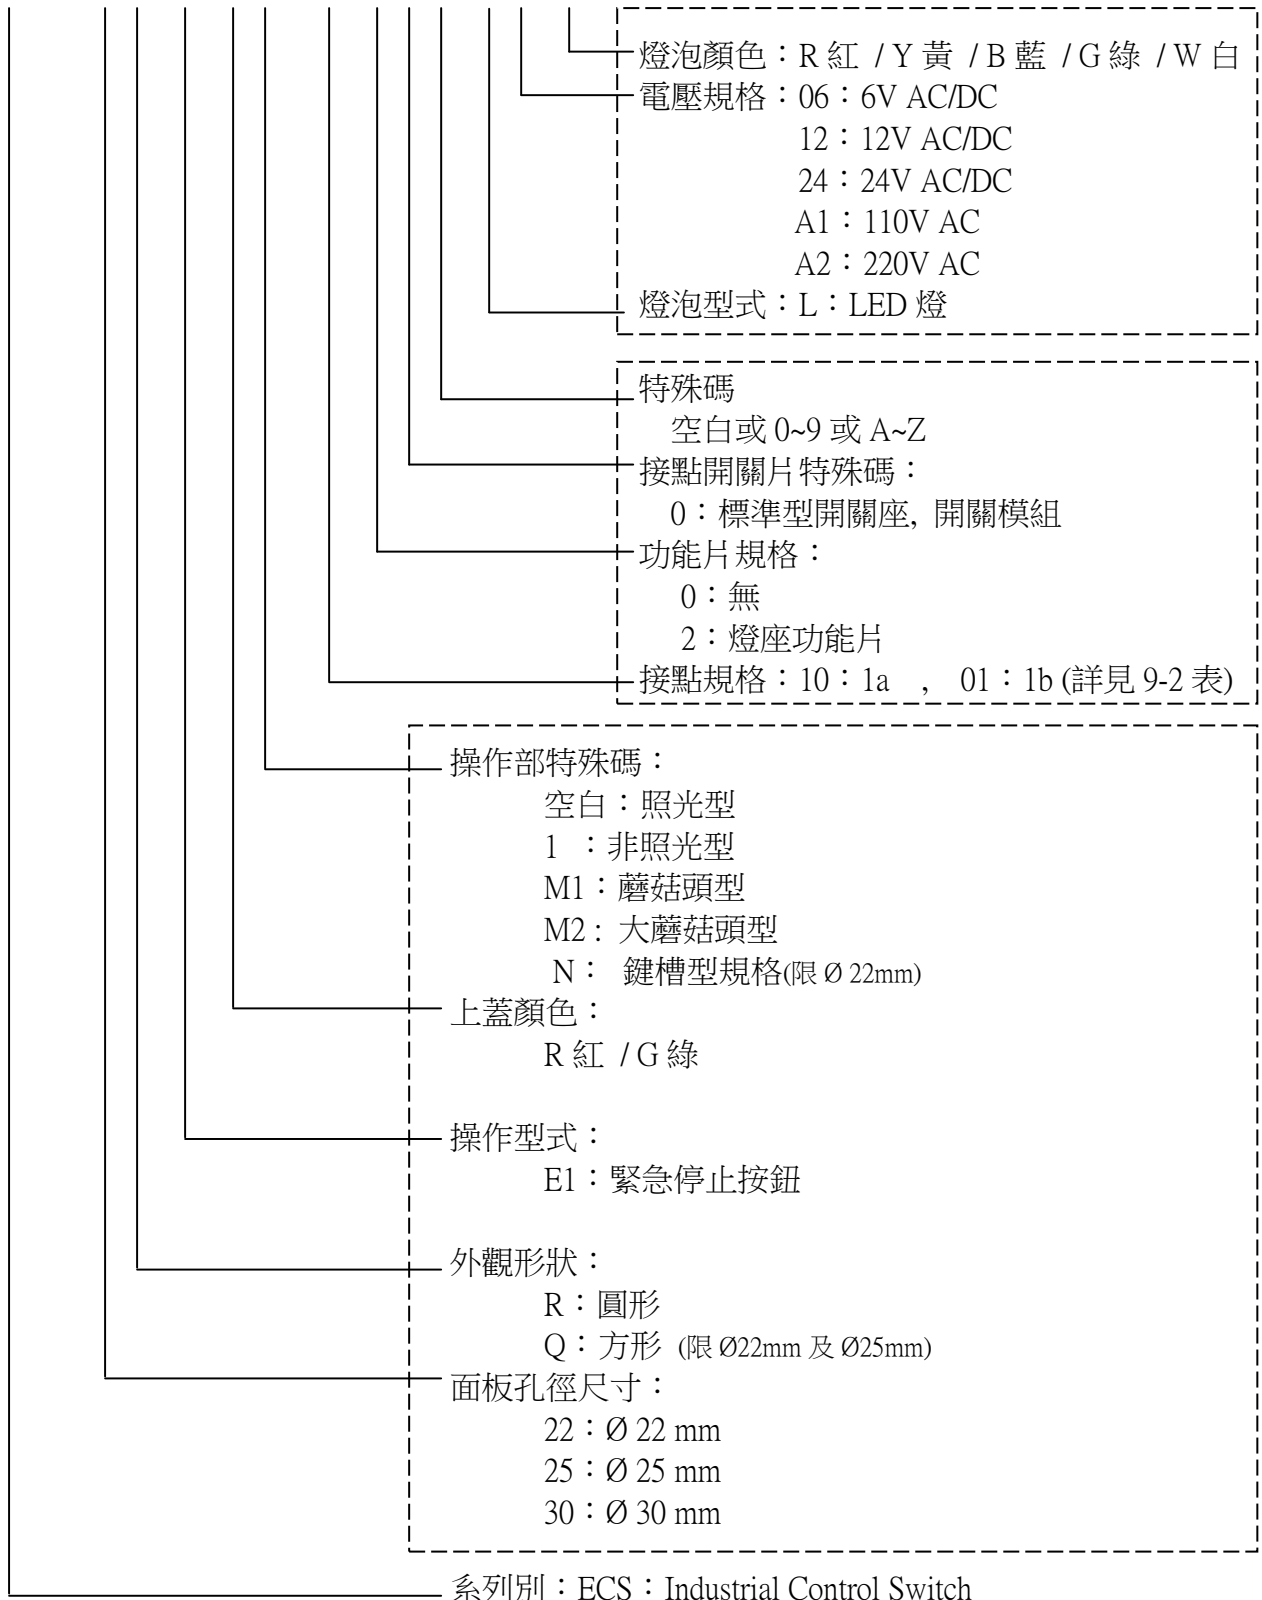 燈泡顏色：R 紅 / Y 黃 / B 藍 / G 綠 / W 白
電壓規格：06：6V AC/DC
12：12V AC/DC
24：24V AC/DC
A1：110V AC
A2：220V AC
燈泡型式：L：LED 燈
特殊碼
空白或 0~9 或 A~Z
接點開關片特殊碼：
0：標準型開關座, 開關模組
功能片規格：
0：無
2：燈座功能片
接點規格：10：1a , 01：1b (詳見 9-2 表)
操作部特殊碼：
空白：照光型
1 ：非照光型
M1：蘑菇頭型
M2 : 大蘑菇頭型
N： 鍵槽型規格(限 Ø 22mm)
上蓋顏色：
R 紅 / G 綠
操作型式：
E1：緊急停止按鈕
外觀形狀：
R：圓形
Q：方形 (限 Ø22mm 及 Ø25mm)
面板孔徑尺寸：
22：Ø 22 mm
25：Ø 25 mm
30：Ø 30 mm
系列別：ECS：Industrial Control Switch